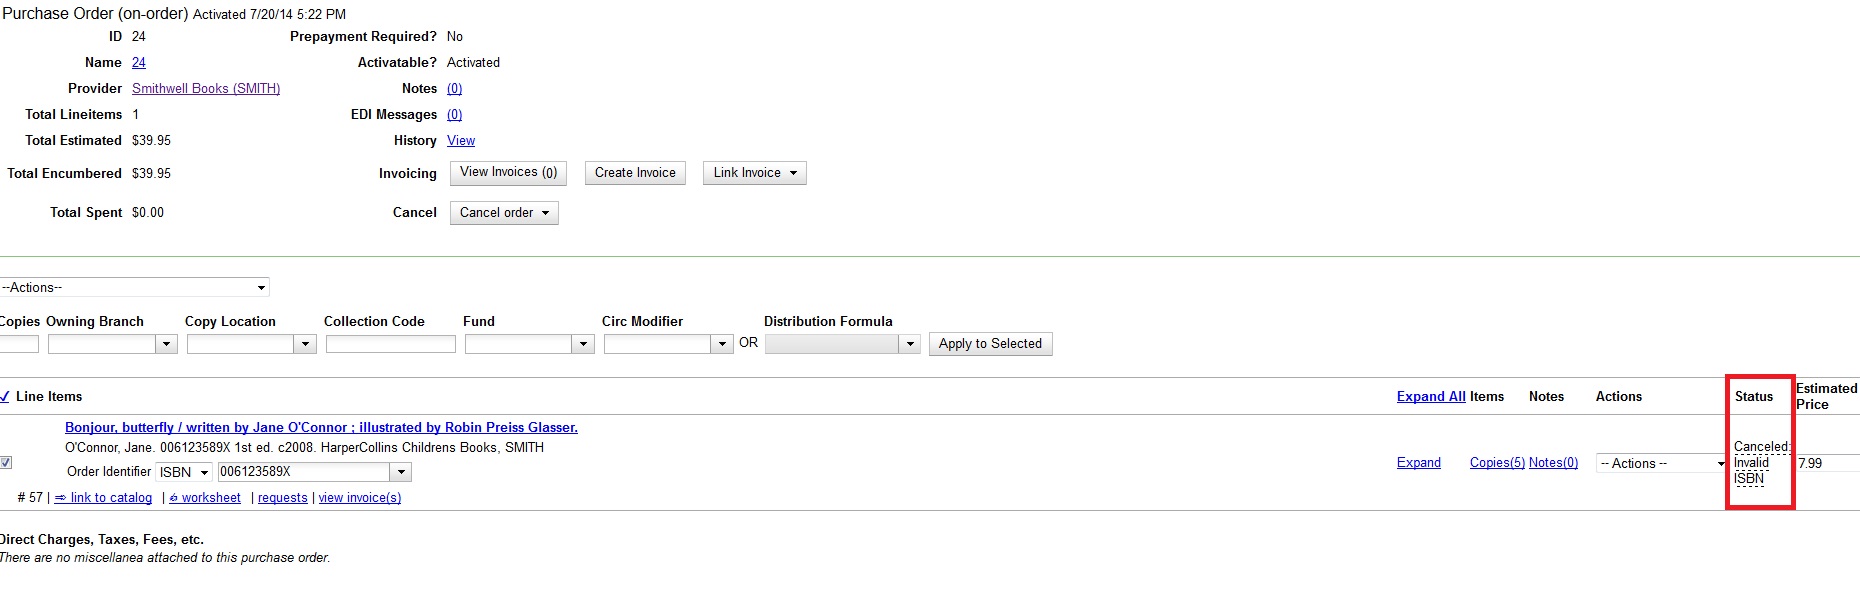 Purchase Order (on-order) Activated 7/20/14 5:22 PM
ID 24 Prepayment Required? No
Name 24 Activatable? Activated
Provider Smithwell Books (SMITH) Notes (0)
Total Lineitems 1 EDI Messages (0)
Total Estimated $39.95 History View
Total Encumbered $39.95 Invoicing View Invoices (0) Create Invoice Link Invoice
Total Spent $0.00 Cancel Cancel order
--Actions--
Copies Owning Branch Copy Location Collection Code Fund Circ Modifier Distribution Formula
OR Apply to Selected
Line Items Expand All Items Notes Actions Status Estimated Price
Bonjour, butterfly / written by Jane O'Connor ; illustrated by Robin Preiss Glasser.
O'Connor, Jane. 006123589X 1st ed. c2008. HarperCollins Childrens Books, SMITH
Order Identifier ISBN 006123589X Expand Copies(5) Notes(0) -- Actions -- Canceled: Invalid ISBN 7.99
# 57 | ⇒ link to catalog | worksheet | requests | view invoice(s)
Direct Charges, Taxes, Fees, etc.
There are no miscellanea attached to this purchase order.